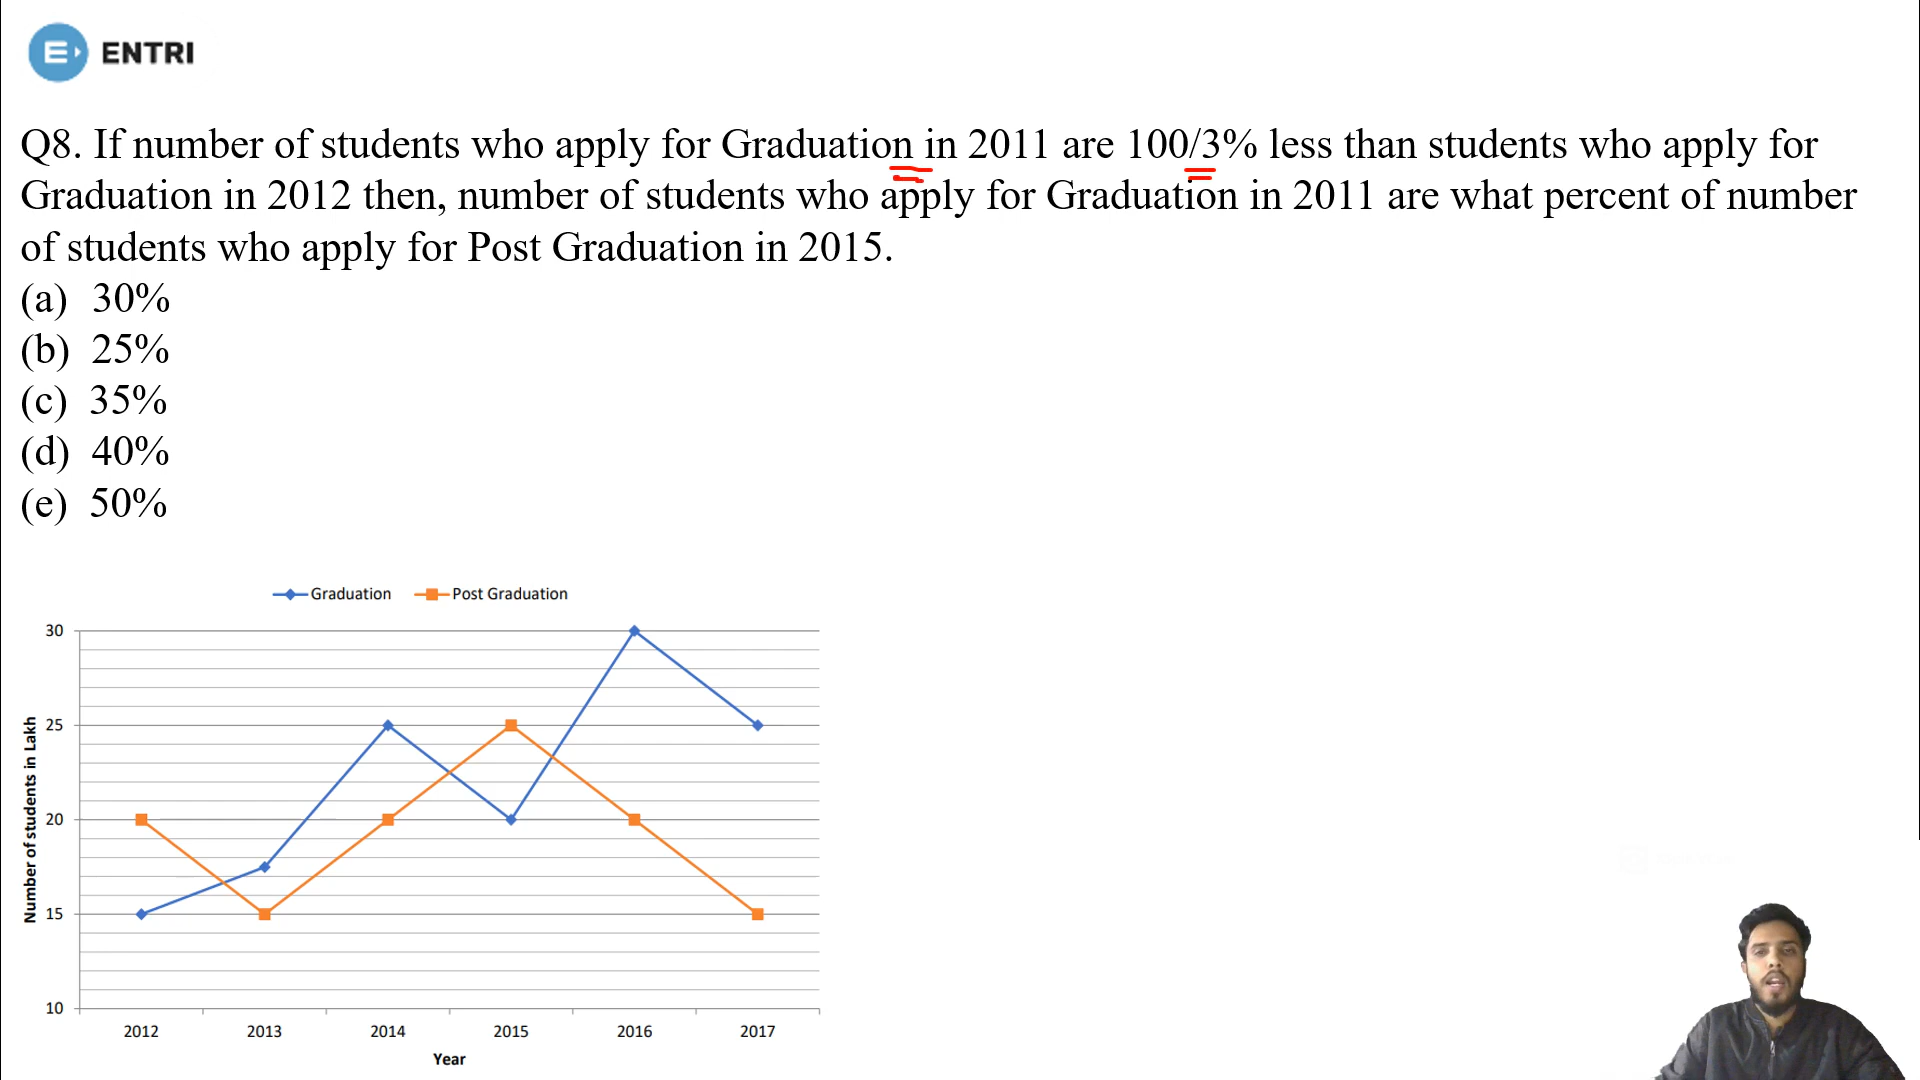 ENTRI
Q8. If number of students who apply for Graduation in 2011 are 100/3% less than students who apply for
Graduation in 2012 then, number of students who apply for Graduation in 2011 are what percent of number
of students who apply for Post Graduation in 2015.
(a) 30%
(b) 25%
(c) 35%
(d) 40%
(e) 50%
Graduation Post Graduation
30
25
20
15
10
Number of students in Lakh
2012 2013 2014 2015 2016 2017
Year